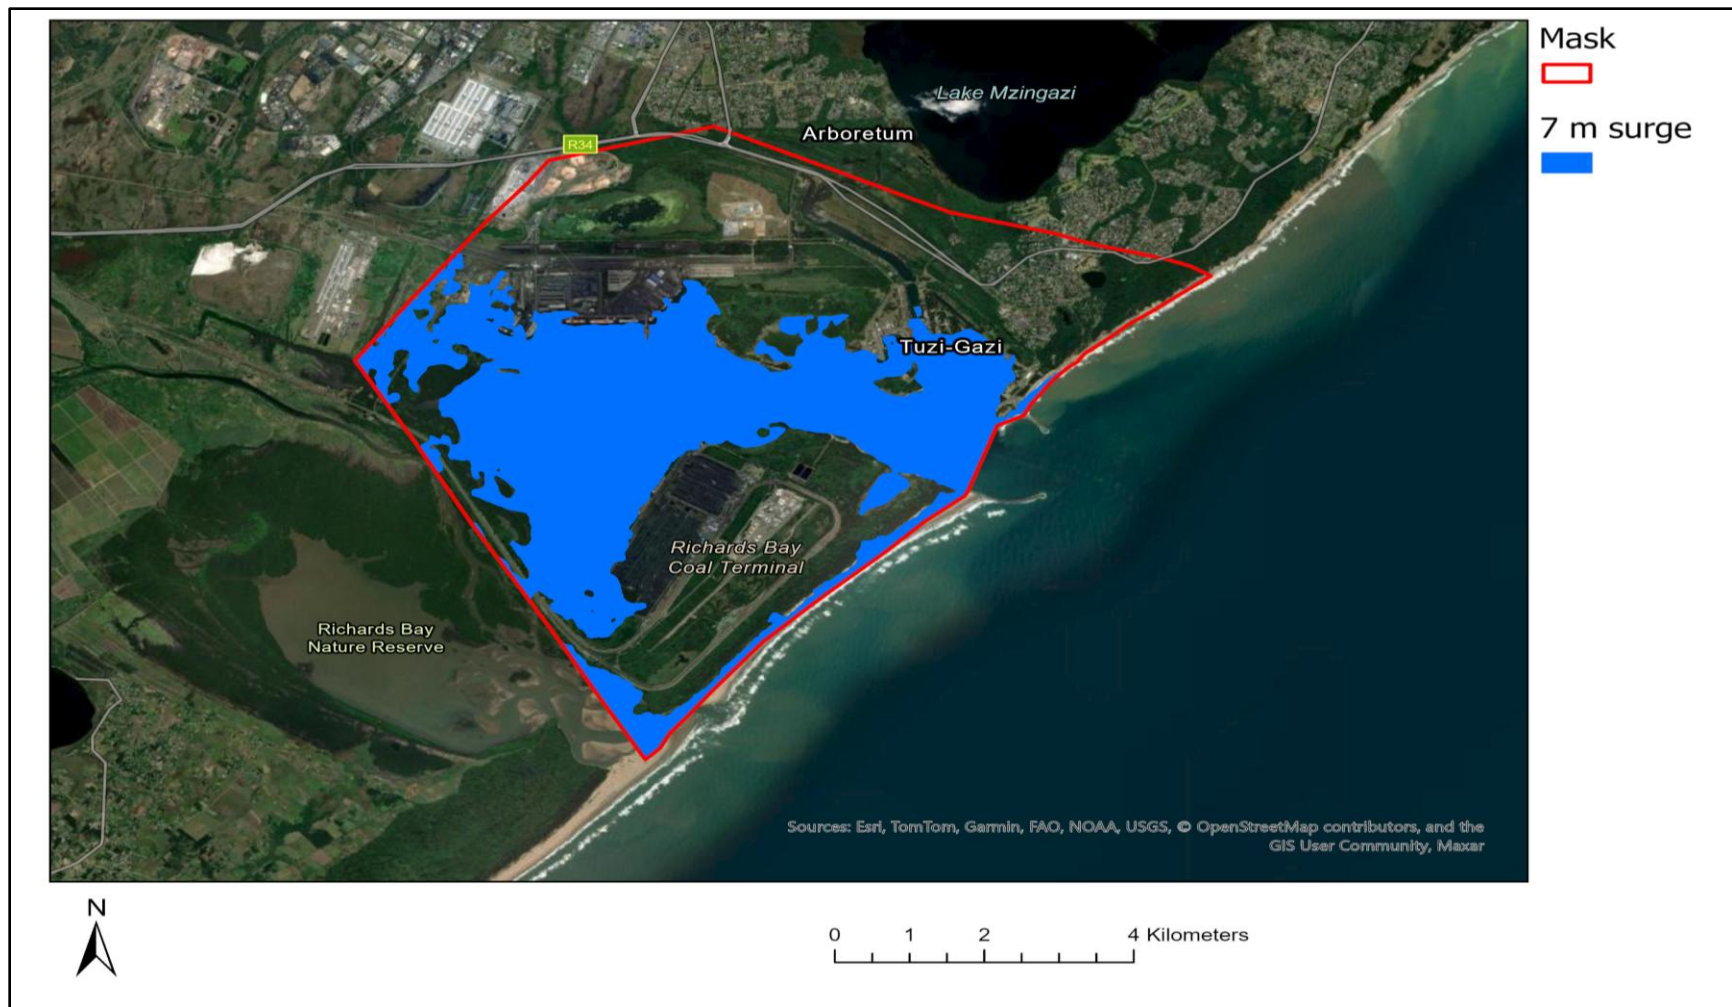 Mask
7 m surge
Lake Mzingazi
Arboretum
R34
Tuzi-Gazi
Richards Bay
Coal Terminal
Richards Bay
Nature Reserve
Sources: Esri, TomTom, Garmin, FAO, NOAA, USGS, © OpenStreetMap contributors, and the
GIS User Community, Maxar
N
0 1 2 4 Kilometers